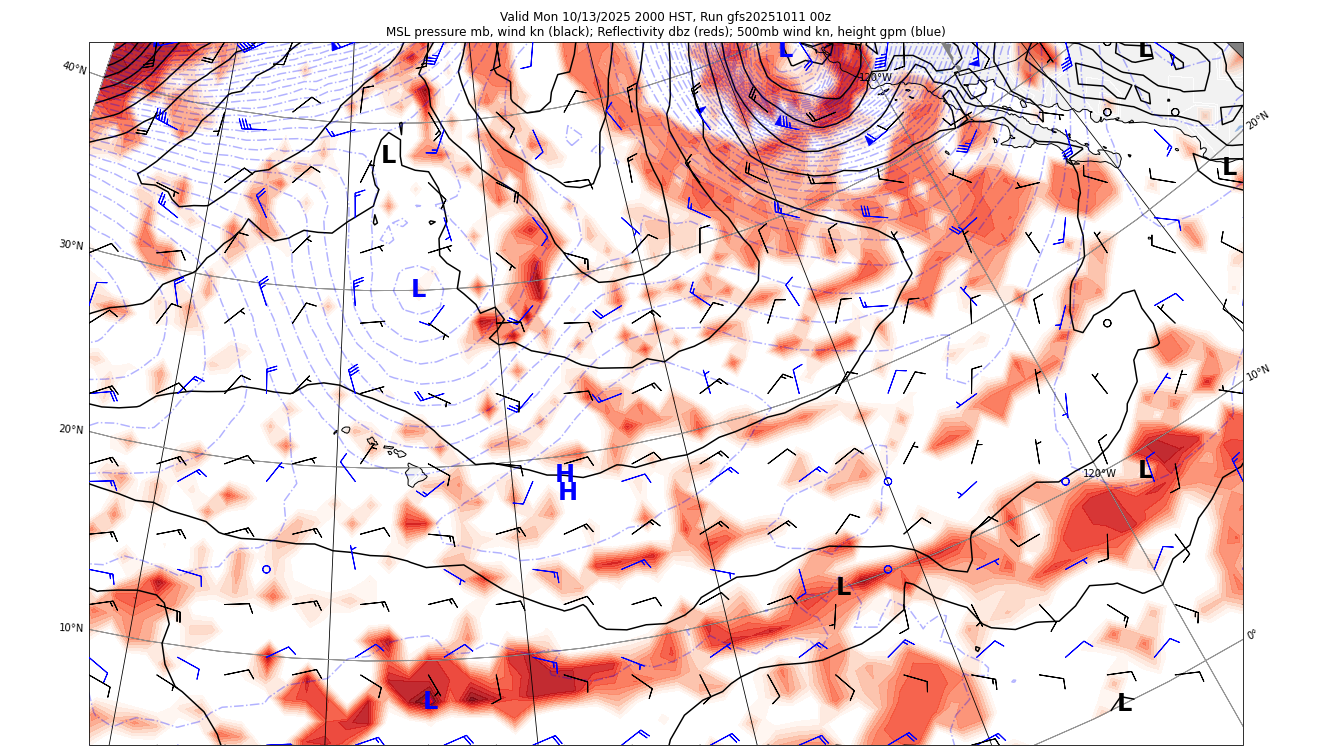 Valid Mon 10/13/2025 2000 HST, Run gfs20251011 00z
MSL pressure mb, wind kn (black); Reflectivity dbz (reds); 500mb wind kn, height gpm (blue)
L
L
40°N
120°W
20°N
L
L
30°N
L
10°N
20°N
H
L
120°W
H
L
10°N
0°
L
L